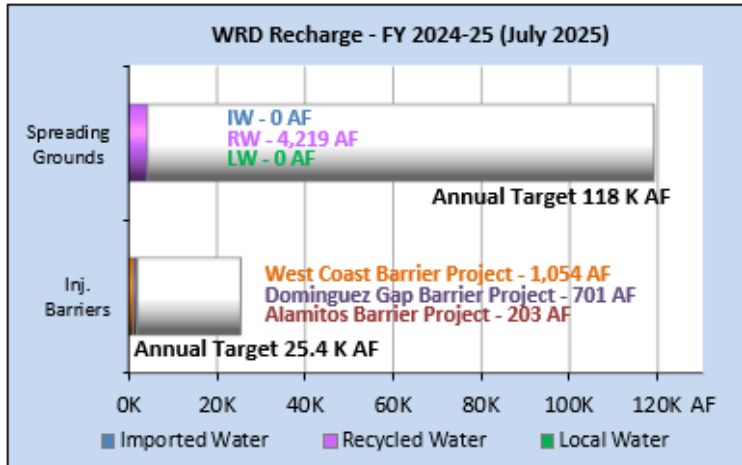 WRD Recharge - FY 2024-25 (July 2025)
Spreading
Grounds
IW - 0 AF
RW - 4,219 AF
LW - 0 AF
Annual Target 118 K AF
Inj.
Barriers
West Coast Barrier Project - 1,054 AF
Dominguez Gap Barrier Project - 701 AF
Alamitos Barrier Project - 203 AF
Annual Target 25.4 K AF
0K 20K 40K 60K 80K 100K 120K AF
Imported Water Recycled Water Local Water